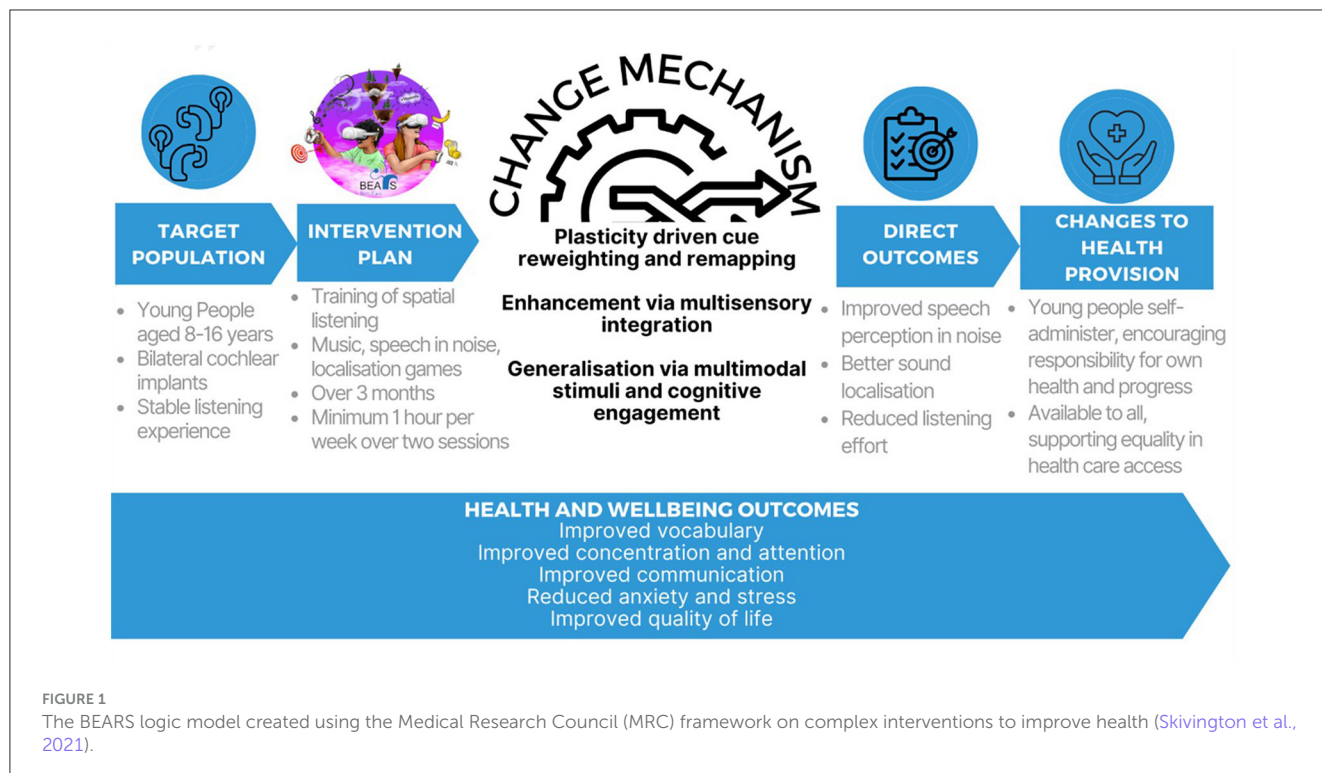 CHANGE MECHANISM
BEARS
TARGET
POPULATION
• Young People
aged 8-16 years
• Bilateral cochlear
implants
• Stable listening
experience
INTERVENTION
PLAN
• Training of spatial
listening
• Music, speech in noise,
localisation games
• Over 3 months
• Minimum 1 hour per
week over two sessions
Plasticity driven cue
reweighting and remapping
Enhancement via multisensory
integration
Generalisation via multimodal
stimuli and cognitive
engagement
DIRECT
OUTCOMES
• Improved speech
perception in noise
• Better sound
localisation
• Reduced listening
effort
CHANGES TO
HEALTH
PROVISION
• Young people self-
administer, encouraging
responsibility for own
health and progress
• Available to all,
supporting equality in
health care access
HEALTH AND WELLBEING OUTCOMES
Improved vocabulary
Improved concentration and attention
Improved communication
Reduced anxiety and stress
Improved quality of life
FIGURE 1
The BEARS logic model created using the Medical Research Council (MRC) framework on complex interventions to improve health (Skivington et al.,
2021).